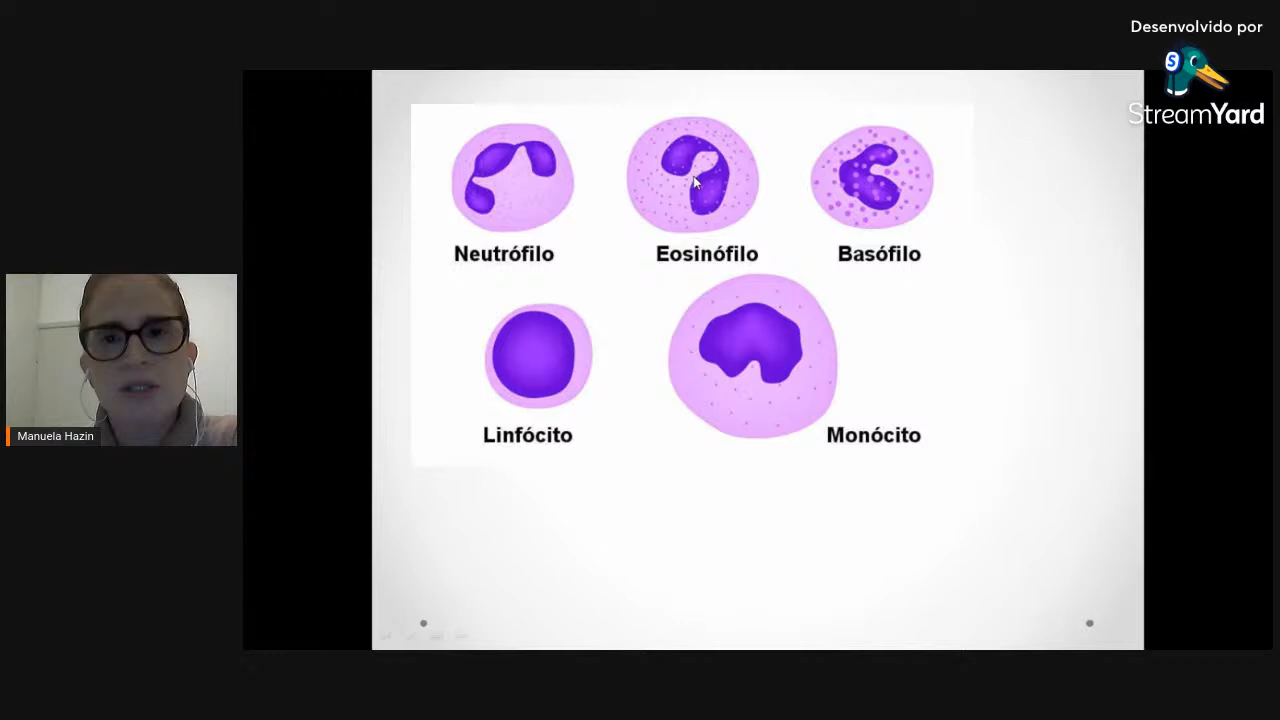 Desenvolvido por
StreamYard
Neutrófilo
Eosinófilo
Basófilo
Linfócito
Monócito
Manuela Hazin